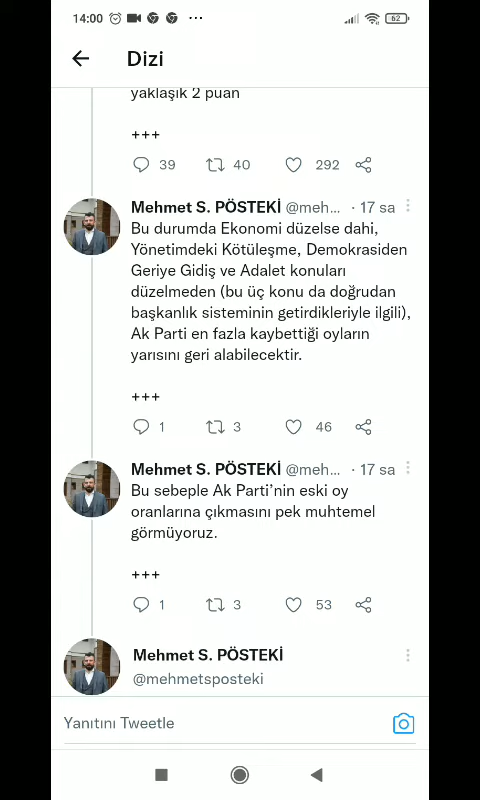 14:00 ... 62
Dizi
yaklaşık 2 puan
+++
39 40 292
Mehmet S. PÖSTEKİ @meh... · 17 sa
Bu durumda Ekonomi düzelse dahi,
Yönetimdeki Kötüleşme, Demokrasiden
Geriye Gidiş ve Adalet konuları
düzelmeden (bu üç konu da doğrudan
başkanlık sisteminin getirdikleriyle ilgili),
Ak Parti en fazla kaybettiği oyların
yarısını geri alabilecektir.
+++
1 3 46
Mehmet S. PÖSTEKİ @meh... · 17 sa
Bu sebeple Ak Parti'nin eski oy
oranlarına çıkmasını pek muhtemel
görmüyoruz.
+++
1 3 53
Mehmet S. PÖSTEKİ
@mehmetsposteki
Yanıtını Tweetle